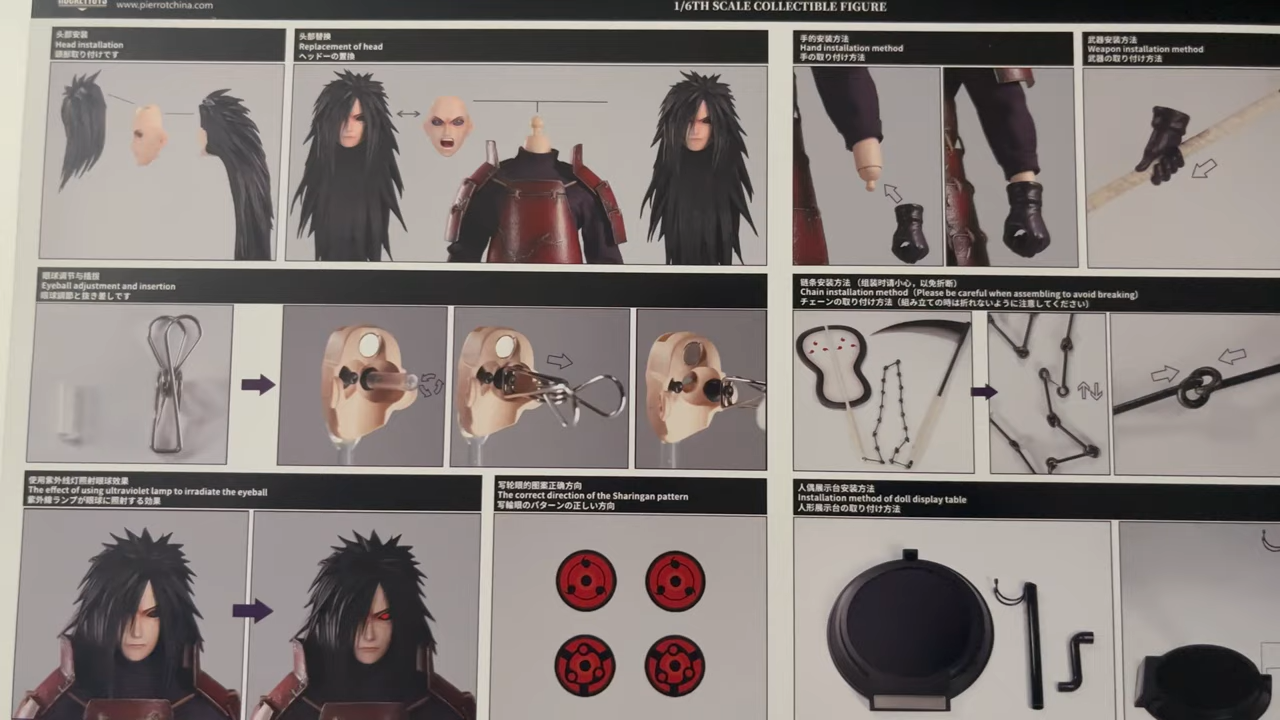 ROCKETTOYS
www.pierrotchina.com
1/6TH SCALE COLLECTIBLE FIGURE
头部安装
Head installation
頭部取り付けです
头部替换
Replacement of head
ヘッドーの置換
手的安装方法
Hand installation method
手の取り付け方法
武器安装方法
Weapon installation method
武器の取り付け方法
眼球调节与插拔
Eyeball adjustment and insertion
眼球調節と抜き差しです
链条安装方法 （组装时请小心，以免折断）
Chain installation method（Please be careful when assembling to avoid breaking）
チェーンの取り付け方法（組み立ての時は折れないように注意してください）
使用紫外线灯照射眼球效果
The effect of using ultraviolet lamp to irradiate the eyeball
紫外線ランプが眼球に照射する効果
写轮眼的图案正确方向
The correct direction of the Sharingan pattern
写輪眼のパターンの正しい方向
人偶展示台安装方法
Installation method of doll display table
人形展示台の取り付け方法